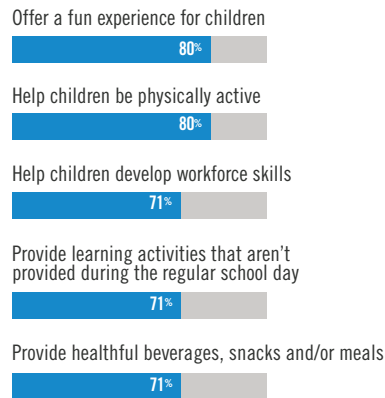 Offer a fun experience for children
80%
Help children be physically active
80%
Help children develop workforce skills
71%
Provide learning activities that aren’t
provided during the regular school day
71%
Provide healthful beverages, snacks and/or meals
71%